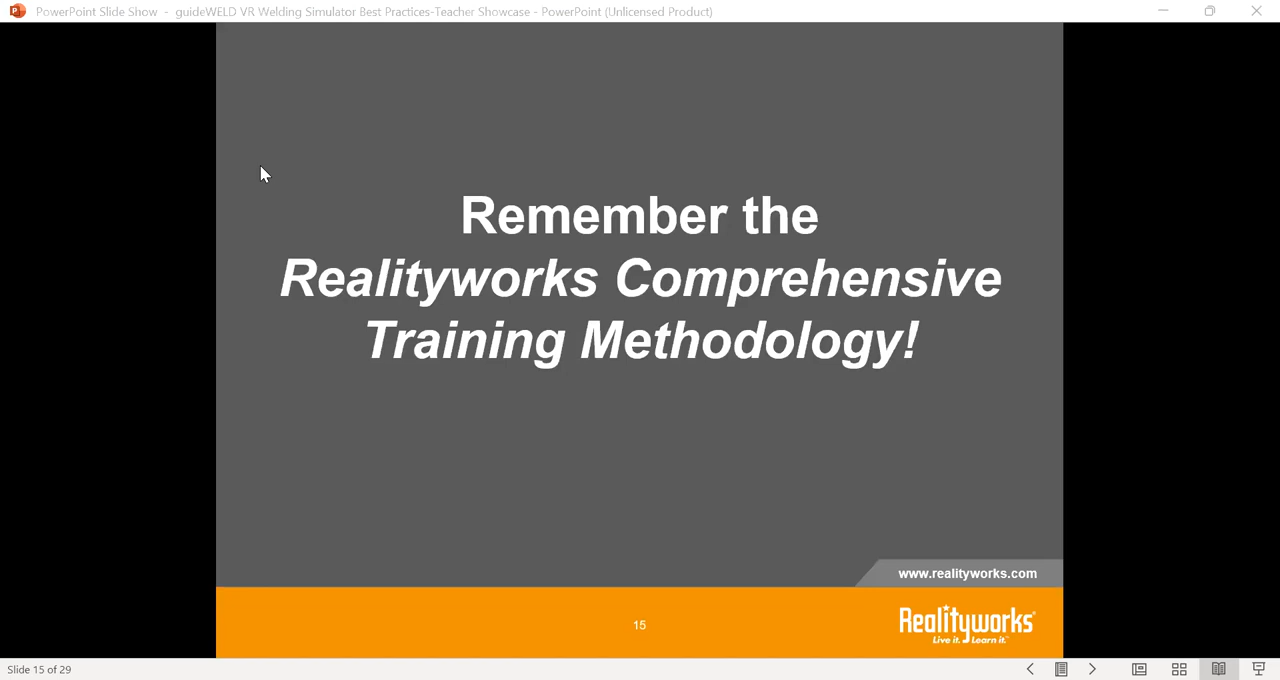 PowerPoint Slide Show - guideWELD VR Welding Simulator Best Practices-Teacher Showcase - PowerPoint (Unlicensed Product)
Remember the
Realityworks Comprehensive
Training Methodology!
www.realityworks.com
15
Realityworks®
Live it. Learn it.™
Slide 15 of 29